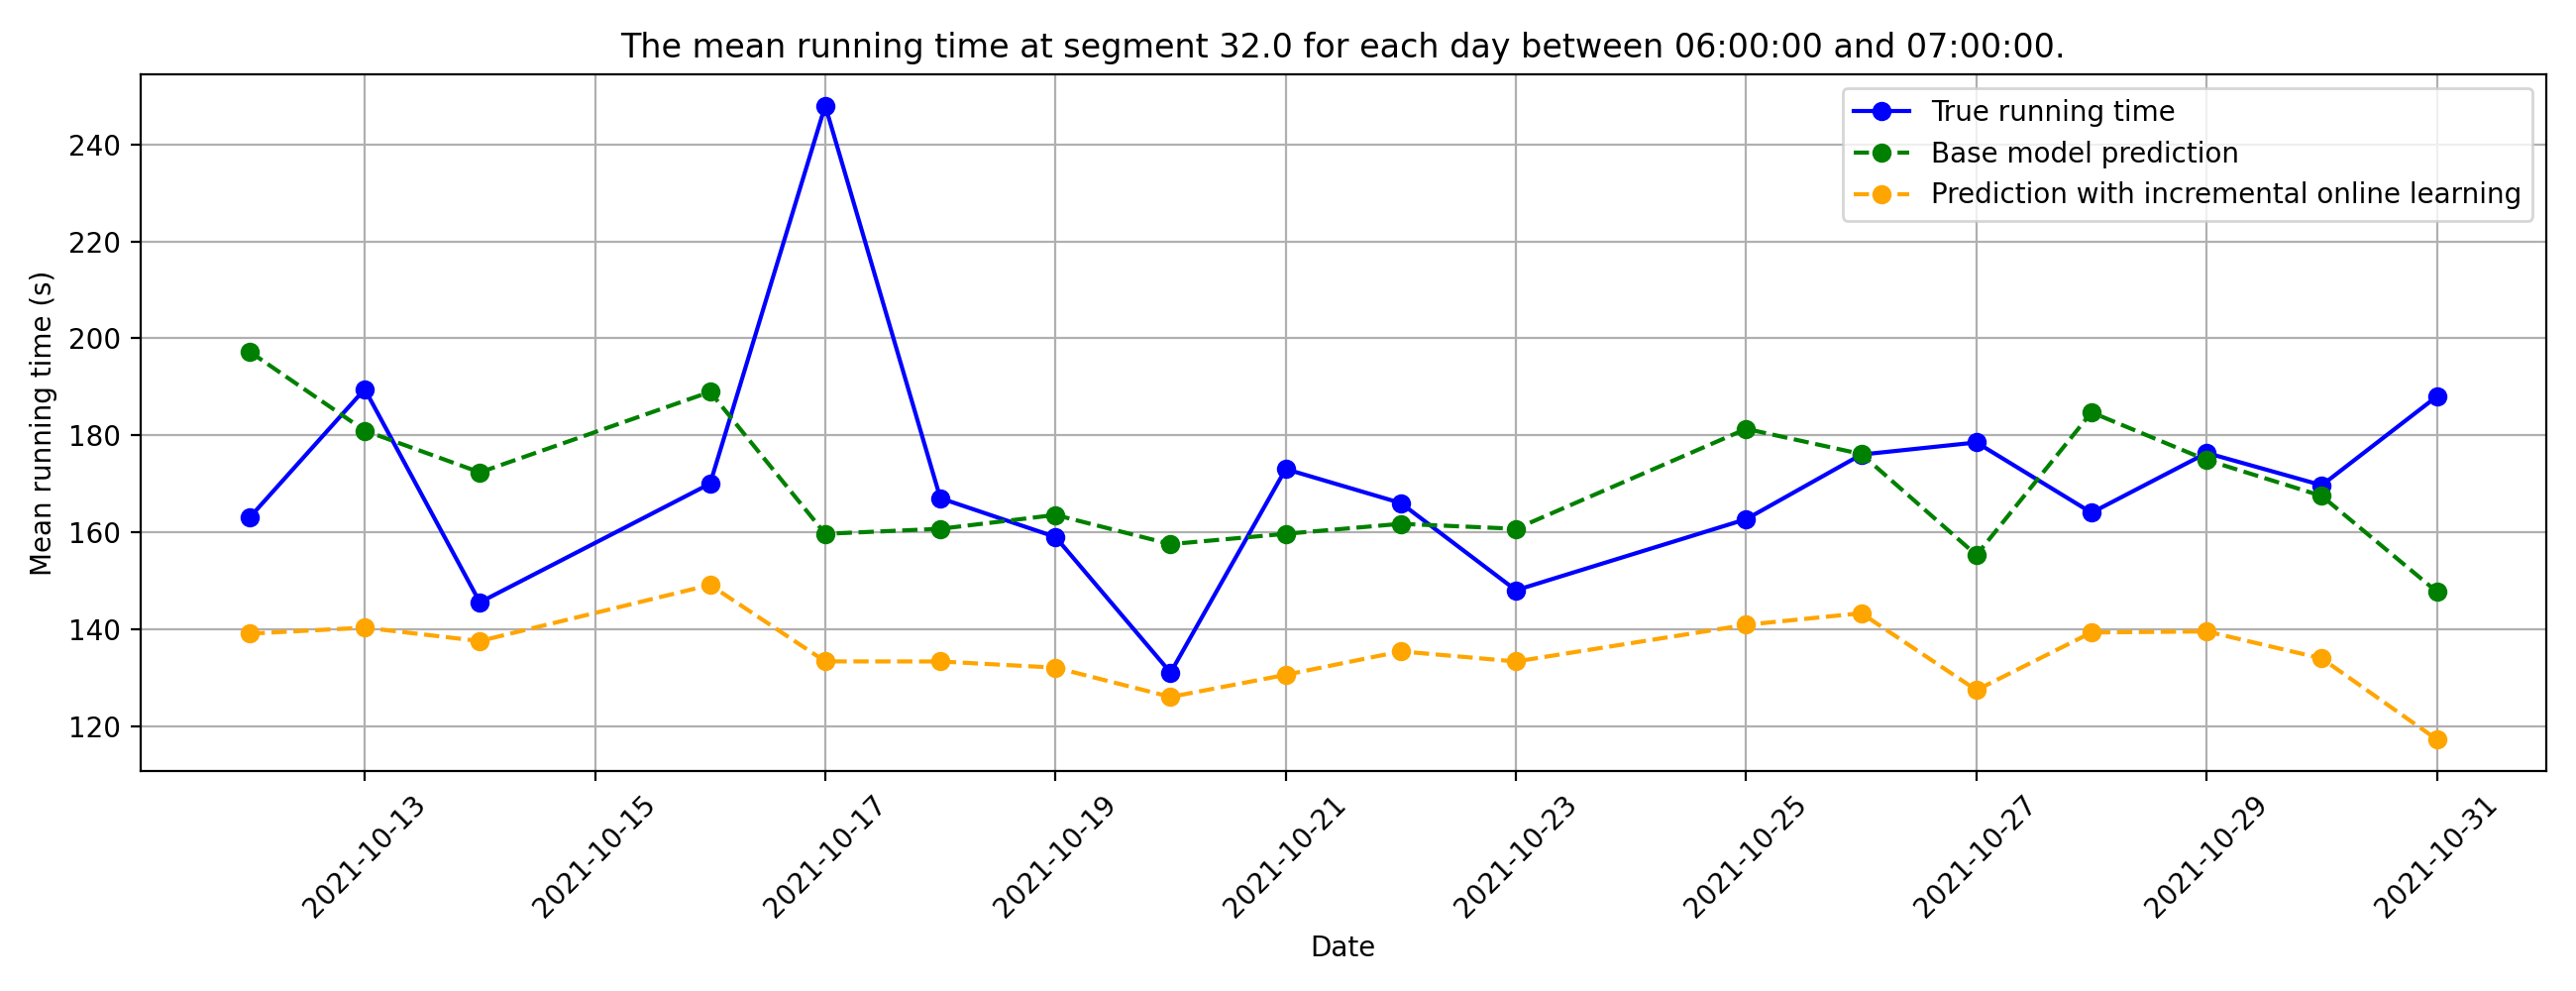 The mean running time at segment 32.0 for each day between 06:00:00 and 07:00:00.
True running time
Base model prediction
Prediction with incremental online learning
Mean running time (s)
240
220
200
180
160
140
120
2021-10-13
2021-10-15
2021-10-17
2021-10-19
2021-10-21
2021-10-23
2021-10-25
2021-10-27
2021-10-29
2021-10-31
Date